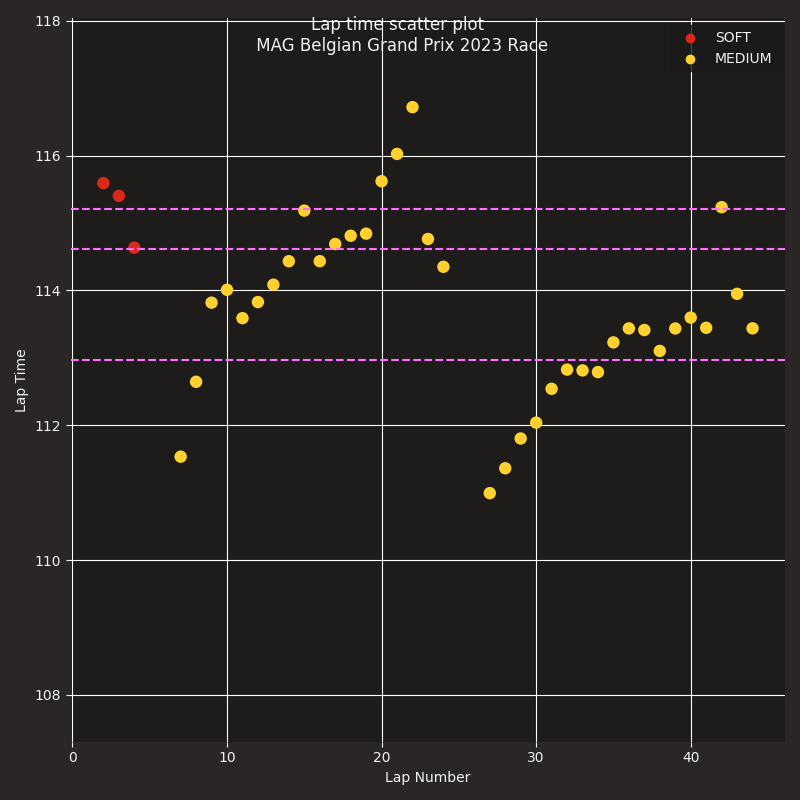 Lap time scatter plot
MAG Belgian Grand Prix 2023 Race
SOFT
MEDIUM
118
116
114
112
110
108
Lap Time
0 10 20 30 40
Lap Number